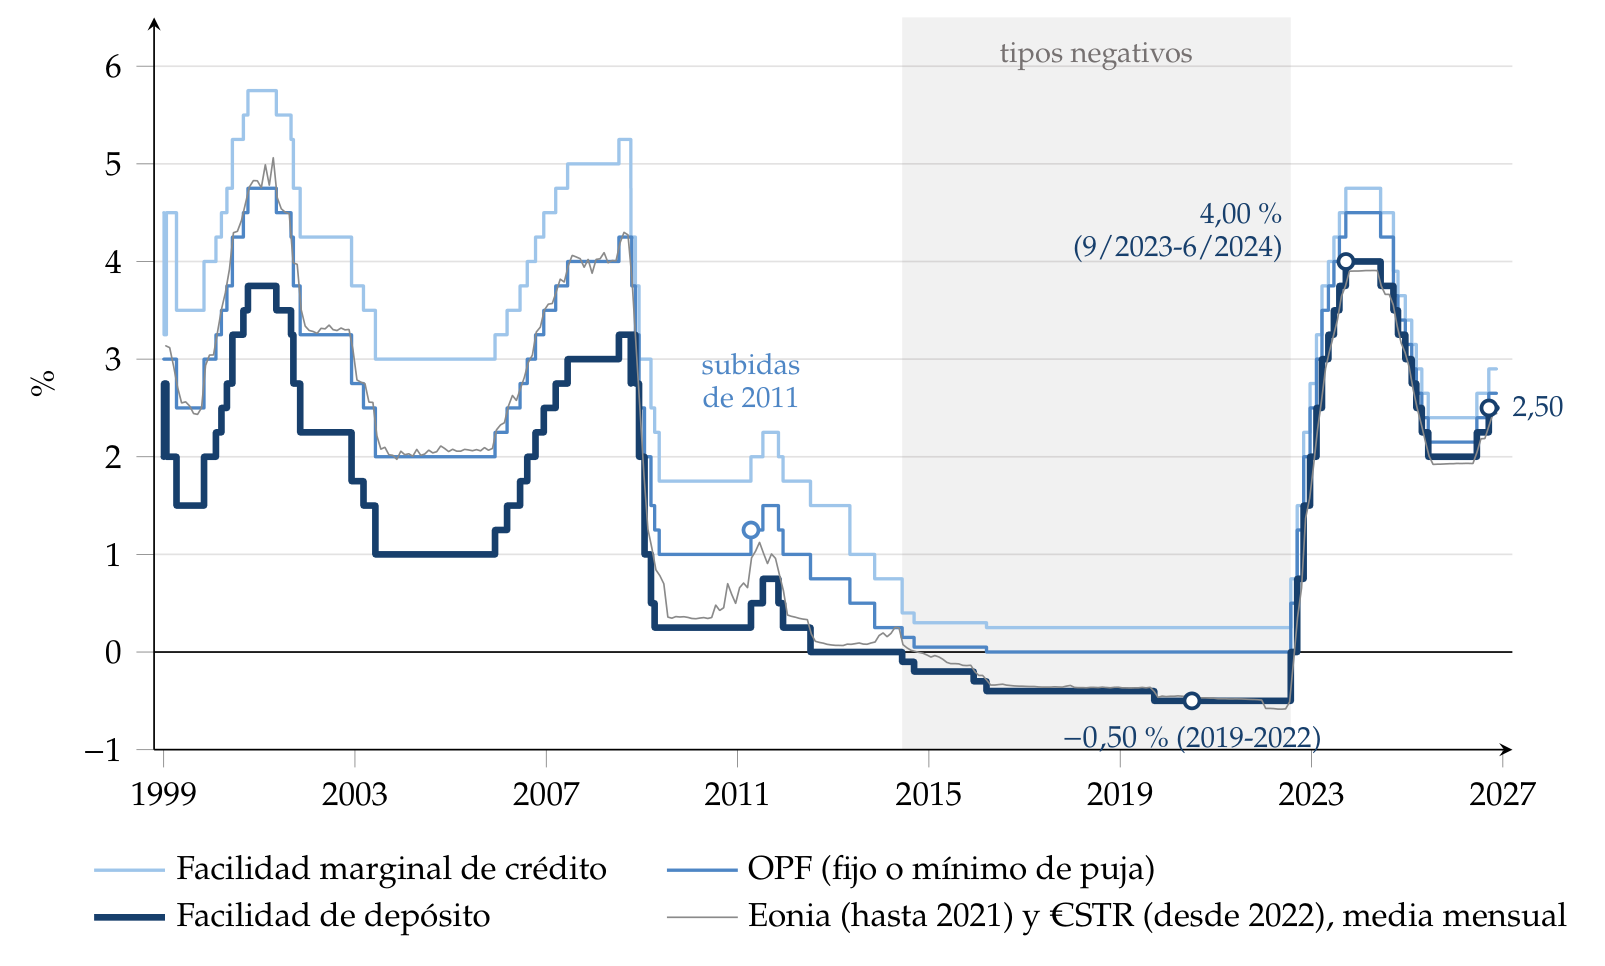 tipos negativos
6
5
4,00 %
(9/2023-6/2024)
4
subidas
de 2011
3
%
2,50
2
1
0
−0,50 % (2019-2022)
−1
1999 2003 2007 2011 2015 2019 2023 2027
Facilidad marginal de crédito OPF (fijo o mínimo de puja)
Facilidad de depósito Eonia (hasta 2021) y €STR (desde 2022), media mensual